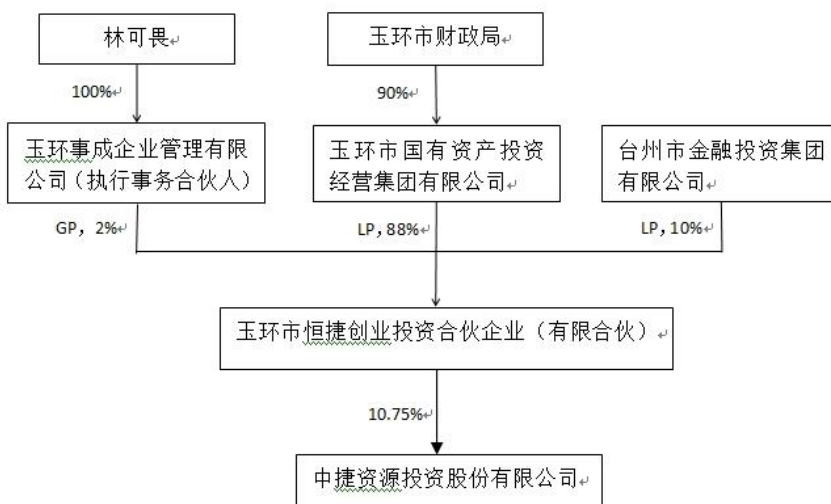 林可畏
玉环市财政局
100%
90%
玉环事成企业管理有限
公司（执行事务合伙人）
玉环市国有资产投资
经营集团有限公司
台州市金融投资集团
有限公司
GP，2%
LP，88%
LP，10%
玉环市恒捷创业投资合伙企业（有限合伙）
10.75%
中捷资源投资股份有限公司